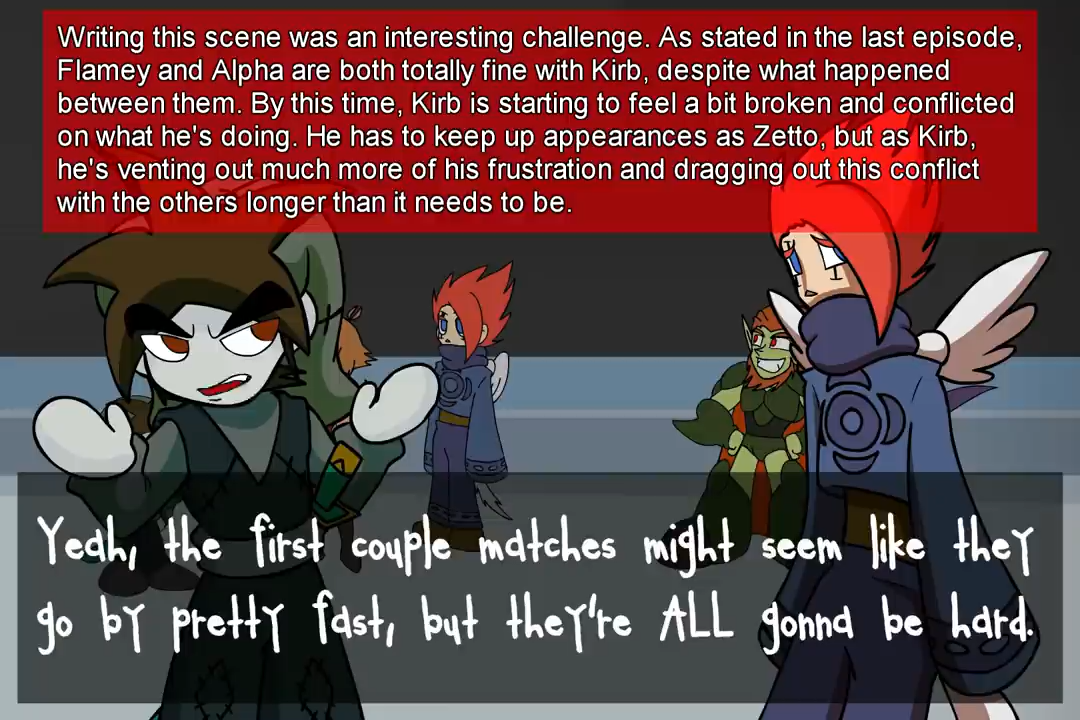 Writing this scene was an interesting challenge. As stated in the last episode,
Flamey and Alpha are both totally fine with Kirb, despite what happened
between them. By this time, Kirb is starting to feel a bit broken and conflicted
on what he's doing. He has to keep up appearances as Zetto, but as Kirb,
he's venting out much more of his frustration and dragging out this conflict
with the others longer than it needs to be.
Yeah, the first couple matches might seem like they
go by pretty fast, but they're ALL gonna be hard.